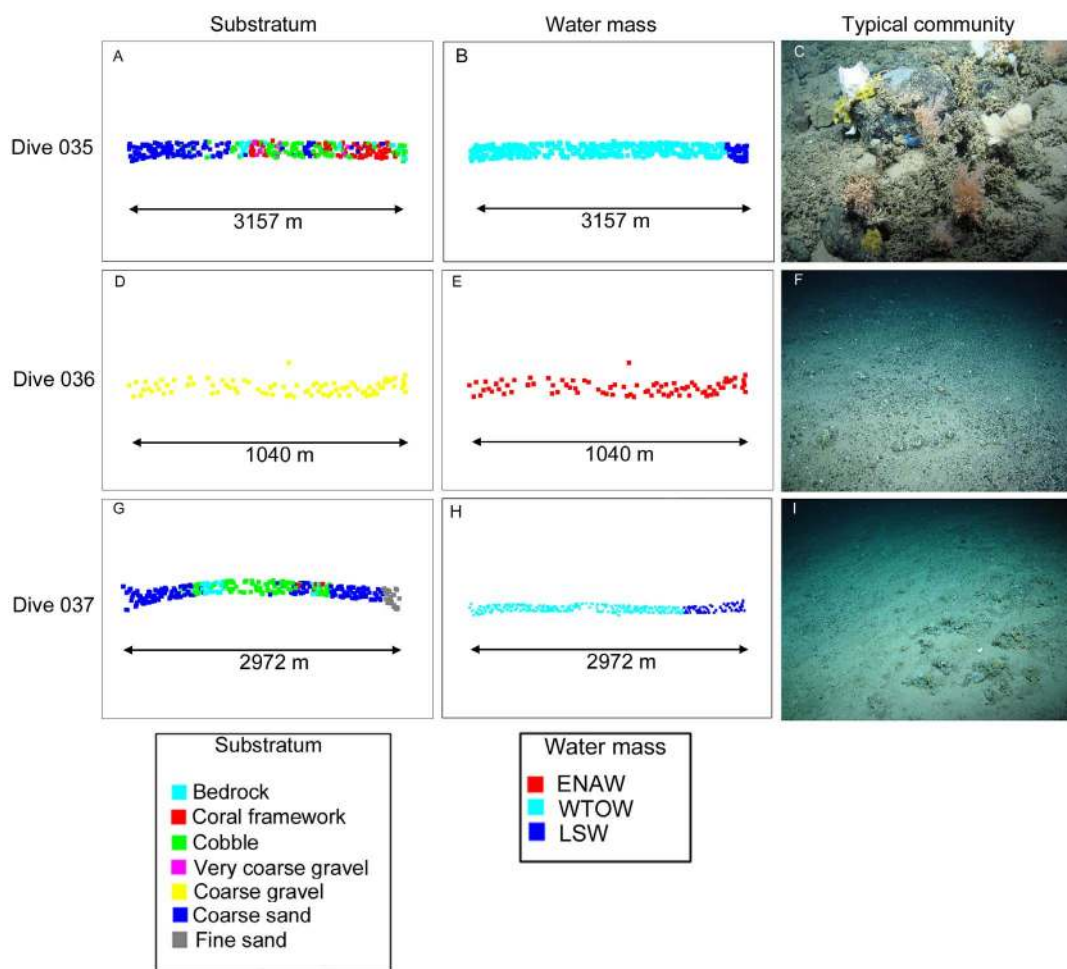 Substratum Water mass Typical community
A B C
Dive 035
3157 m 3157 m
D E F
Dive 036
1040 m 1040 m
G H I
Dive 037
2972 m 2972 m
Substratum
Bedrock
Coral framework
Cobble
Very coarse gravel
Coarse gravel
Coarse sand
Fine sand
Water mass
ENAW
WTOW
LSW